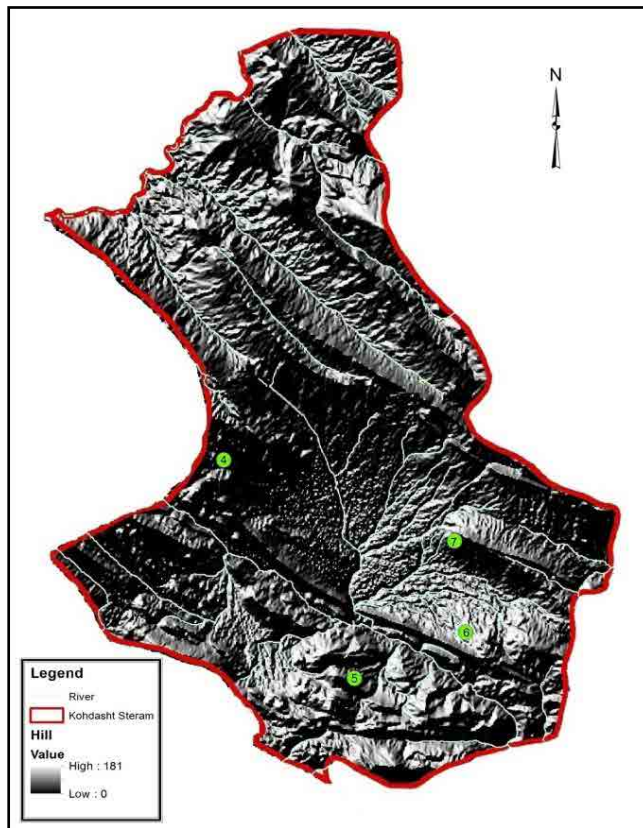 N
4
7
6
5
Legend
River
Kohdasht Steram
Hill
Value
High : 181
Low : 0